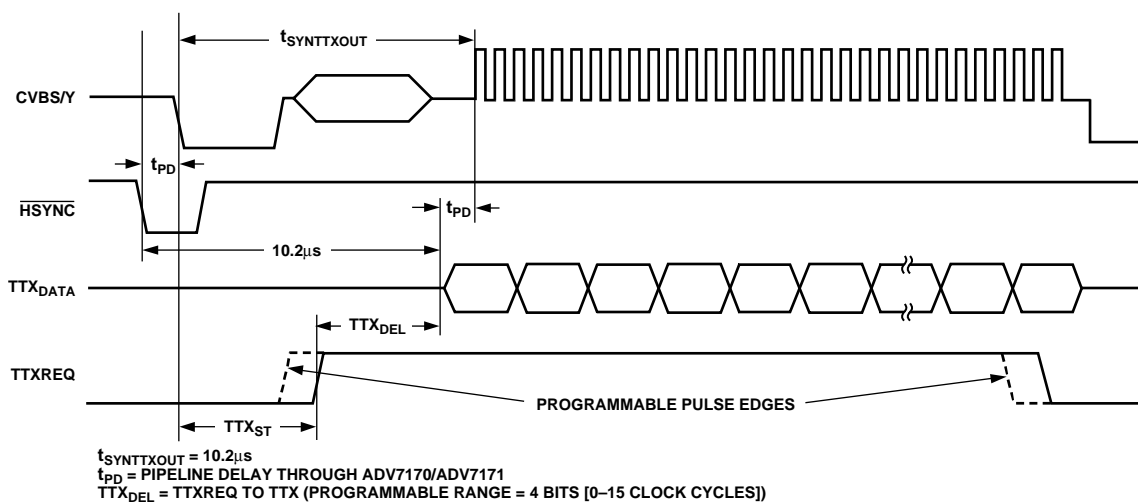 tSYNTTXOUT
CVBS/Y
tPD
HSYNC
tPD
10.2μs
TTXDATA
TTXDEL
TTXREQ
PROGRAMMABLE PULSE EDGES
TTXST
tSYNTTXOUT = 10.2μs
tPD = PIPELINE DELAY THROUGH ADV7170/ADV7171
TTXDEL = TTXREQ TO TTX (PROGRAMMABLE RANGE = 4 BITS [0–15 CLOCK CYCLES])